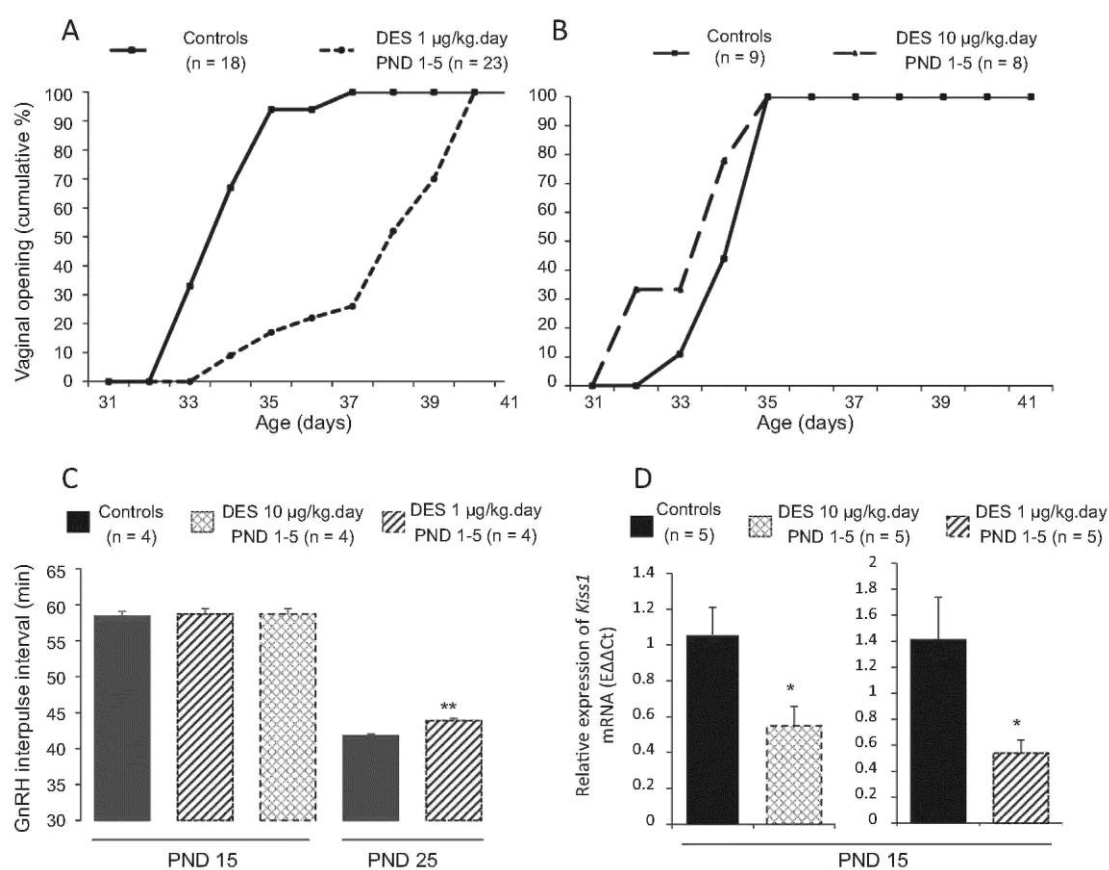 A
Controls
(n = 18)
DES 1 µg/kg.day
PND 1-5 (n = 23)
Vaginal opening (cumulative %)
100
90
80
70
60
50
40
30
20
10
0
31 33 35 37 39 41
Age (days)
B
Controls
(n = 9)
DES 10 µg/kg.day
PND 1-5 (n = 8)
100
90
80
70
60
50
40
30
20
10
0
31 33 35 37 39 41
Age (days)
C
Controls
(n = 4)
DES 10 µg/kg.day
PND 1-5 (n = 4)
DES 1 µg/kg.day
PND 1-5 (n = 4)
GnRH interpulse interval (min)
65
60
55
50
45
40
35
30
**
PND 15
PND 25
D
Controls
(n = 5)
DES 10 µg/kg.day
PND 1-5 (n = 5)
DES 1 µg/kg.day
PND 1-5 (n = 5)
Relative expression of Kiss1
mRNA (EΔΔCt)
1.4
1.2
1
0.8
0.6
0.4
0.2
0
*
2
1.8
1.6
1.4
1.2
1
0.8
0.6
0.4
0.2
0
*
PND 15